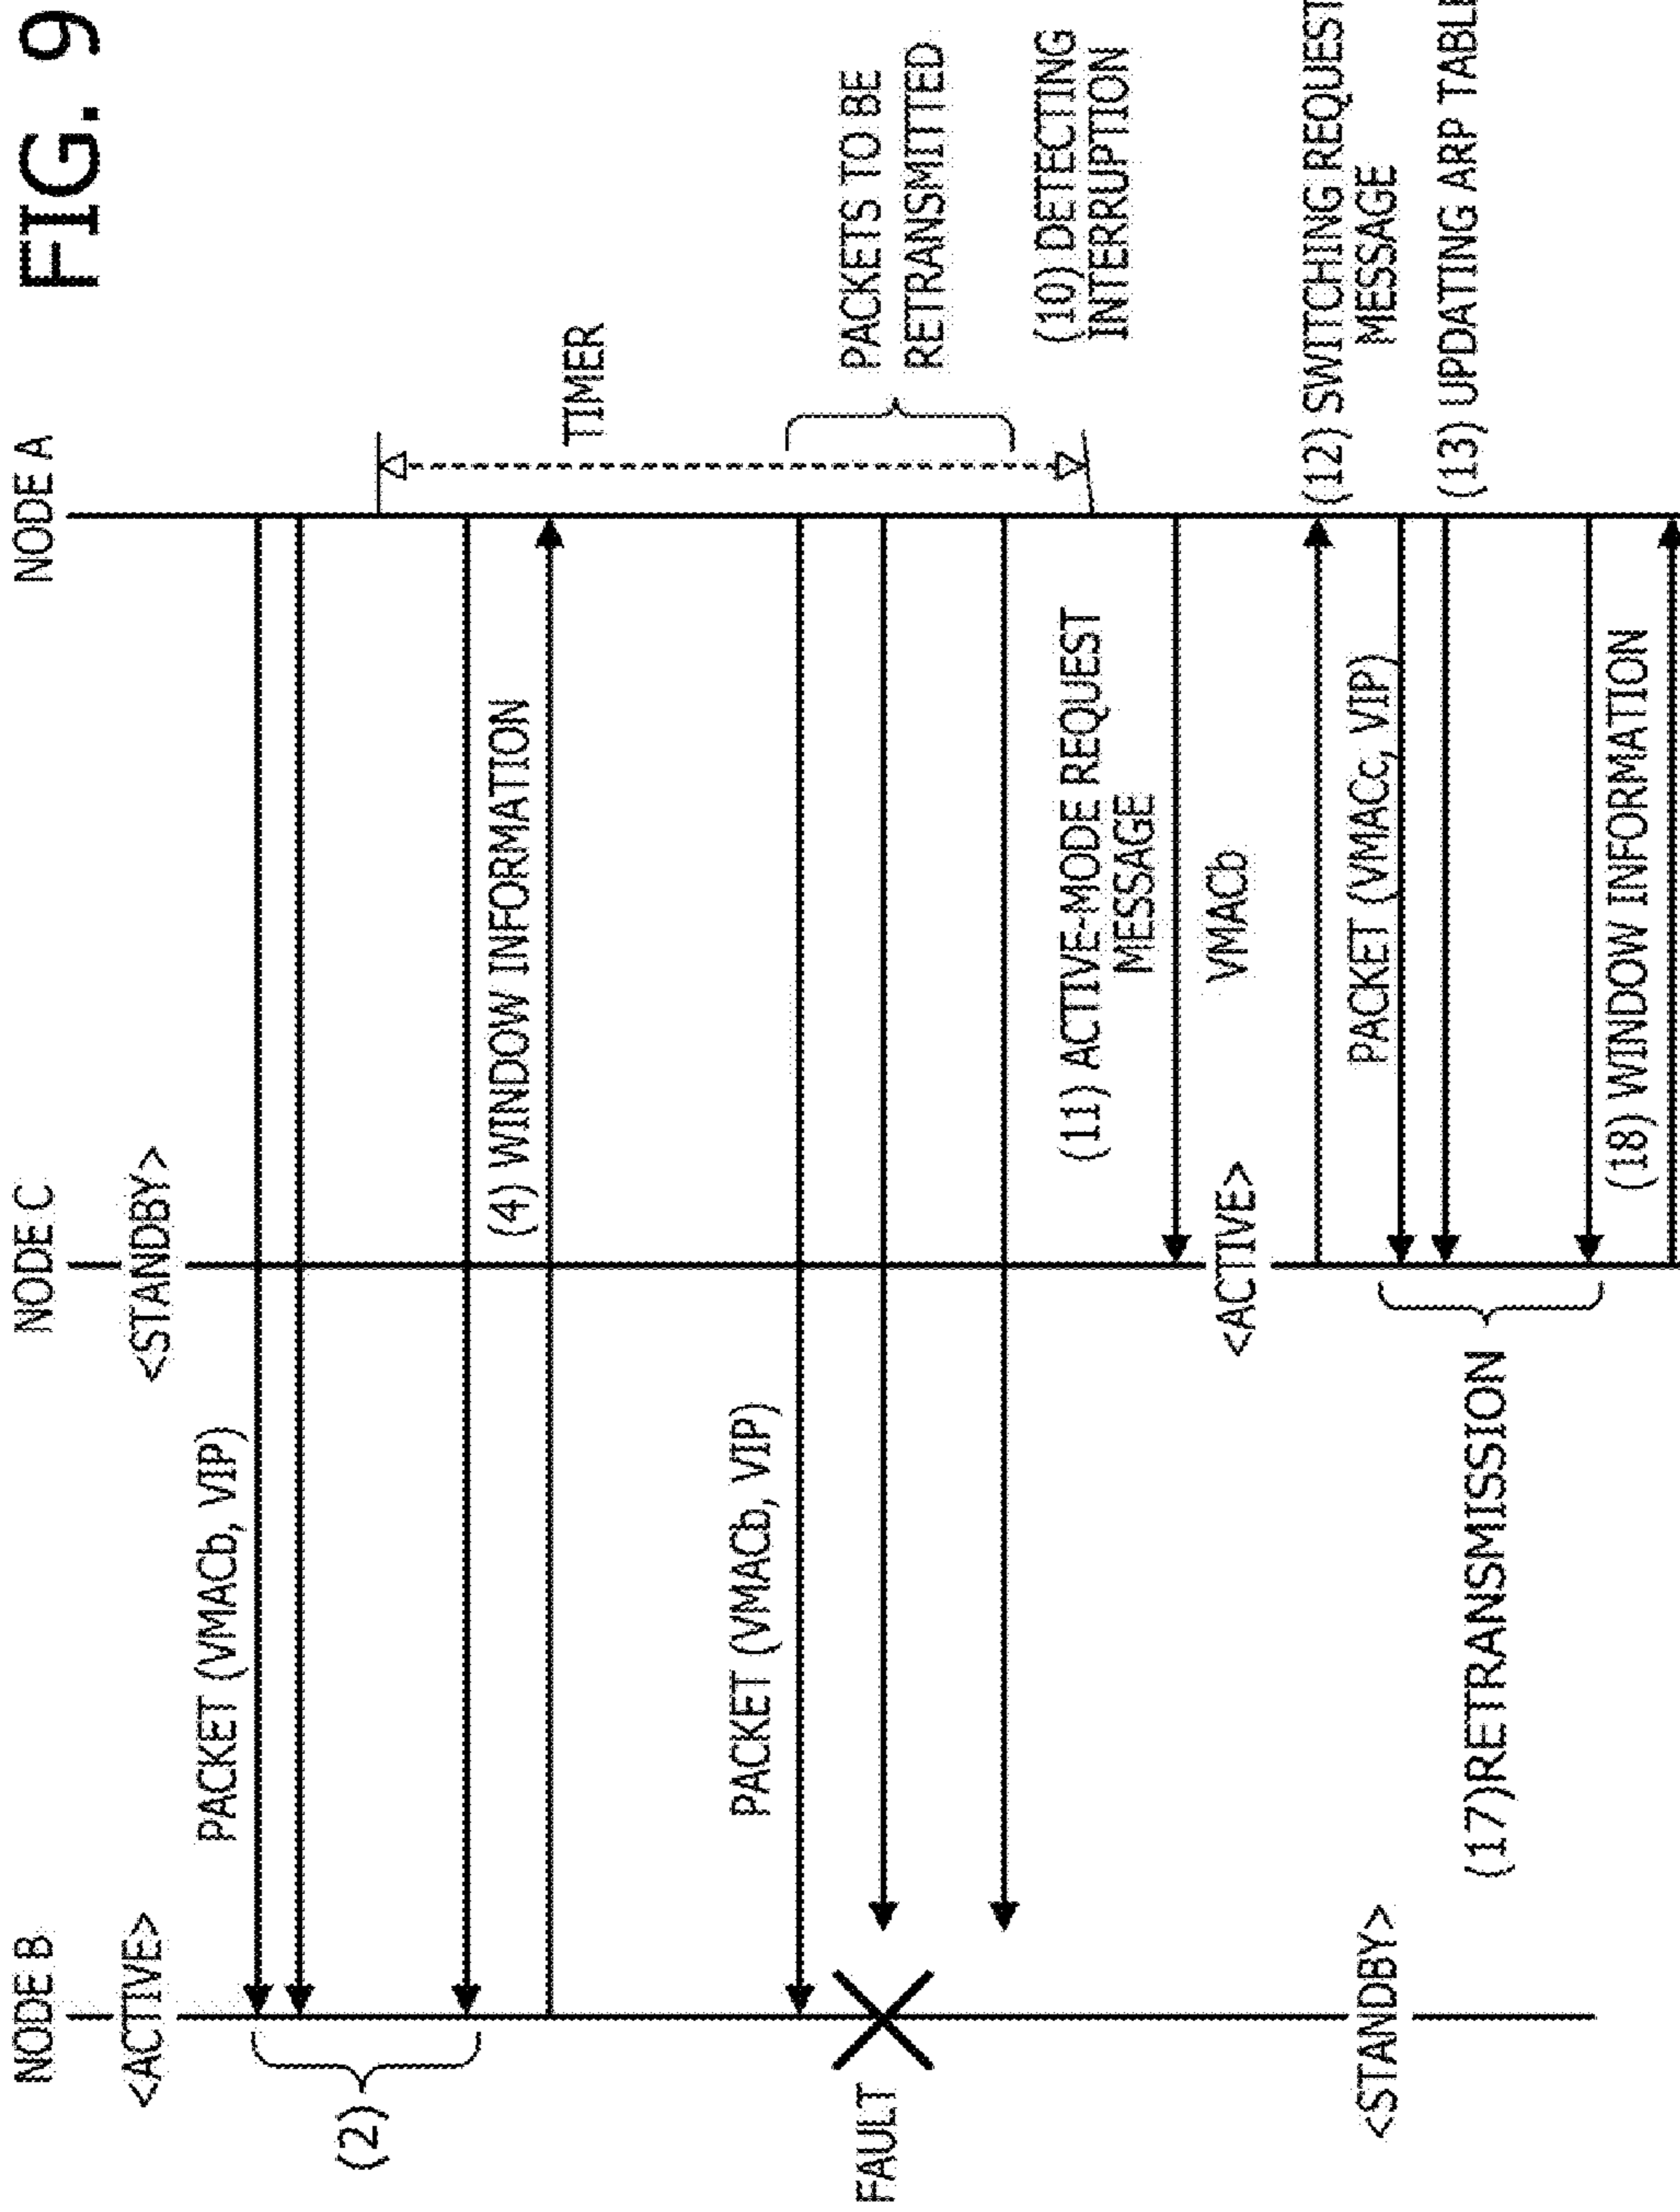 FIG. 9
NODE B
NODE C
NODE A
<ACTIVE>
<STANDBY>
PACKET (VMACb, VIP)
(2)
(4) WINDOW INFORMATION
TIMER
PACKET (VMACb, VIP)
FAULT
PACKETS TO BE
RETRANSMITTED
(10) DETECTING
INTERRUPTION
(11) ACTIVE-MODE REQUEST
MESSAGE
VMACb
<ACTIVE>
(12) SWITCHING REQUEST
MESSAGE
<STANDBY>
PACKET (VMACc, VIP)
(13) UPDATING ARP TABLE
(17)RETRANSMISSION
(18) WINDOW INFORMATION